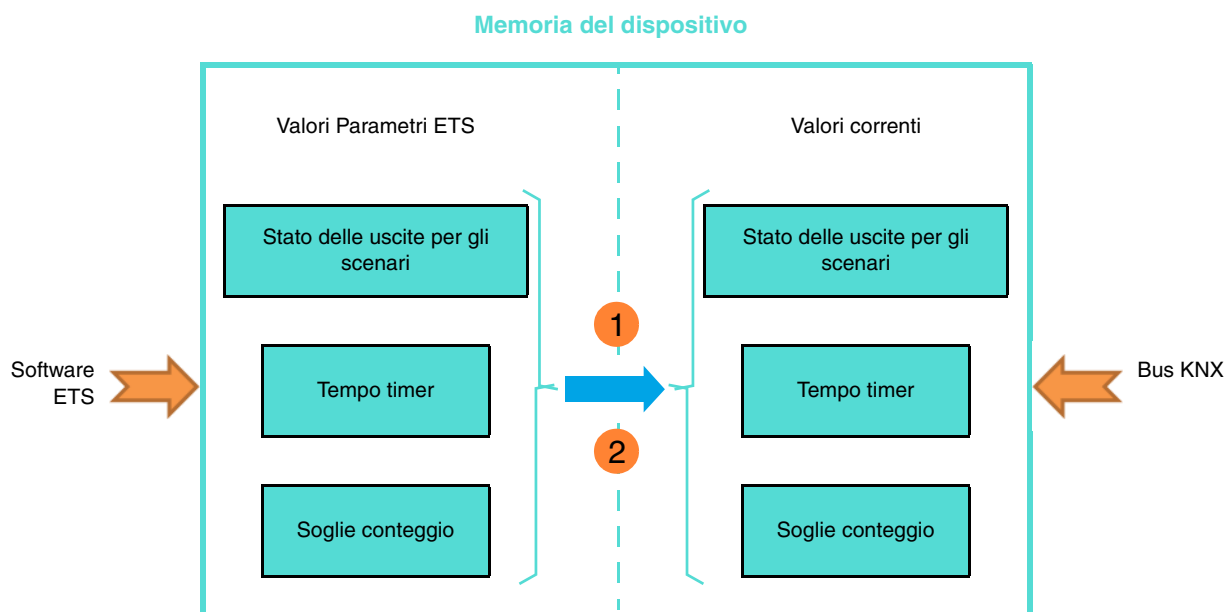 Memoria del dispositivo
Valori Parametri ETS
Valori correnti
Stato delle uscite per gli
scenari
Stato delle uscite per gli
scenari
1
Software
ETS
Tempo timer
Tempo timer
Bus KNX
2
Soglie conteggio
Soglie conteggio